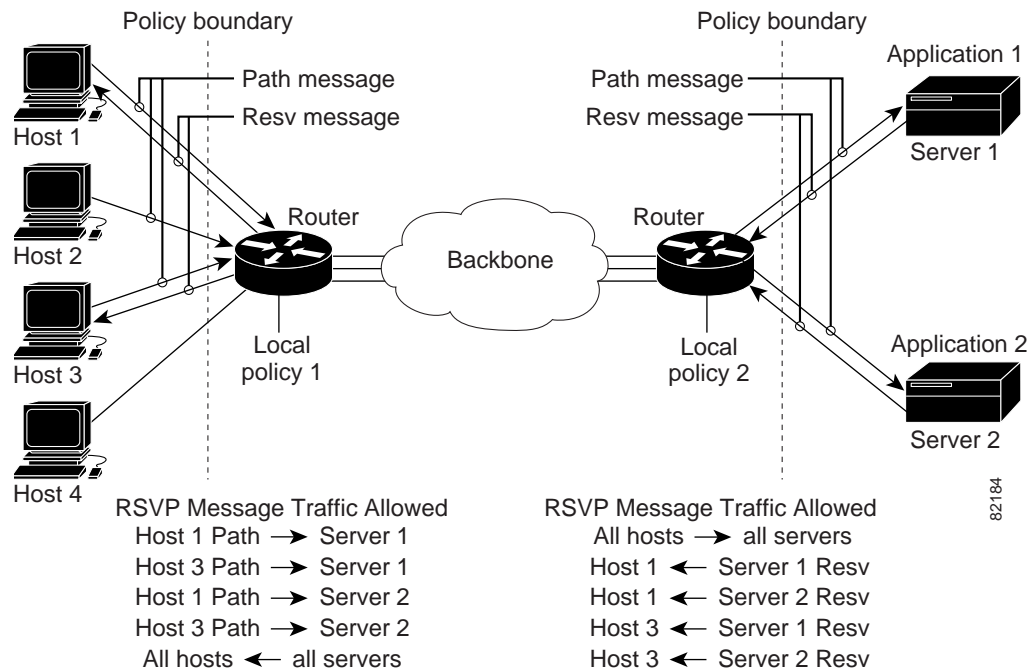 Policy boundary
Policy boundary
Path message
Resv message
Path message
Resv message
Application 1
Host 1
Server 1
Host 2
Router
Backbone
Router
Host 3
Local
policy 1
Local
policy 2
Application 2
Host 4
Server 2
82184
RSVP Message Traffic Allowed
Host 1 Path → Server 1
Host 3 Path → Server 1
Host 1 Path → Server 2
Host 3 Path → Server 2
All hosts ← all servers
RSVP Message Traffic Allowed
All hosts → all servers
Host 1 ← Server 1 Resv
Host 1 ← Server 2 Resv
Host 3 ← Server 1 Resv
Host 3 ← Server 2 Resv